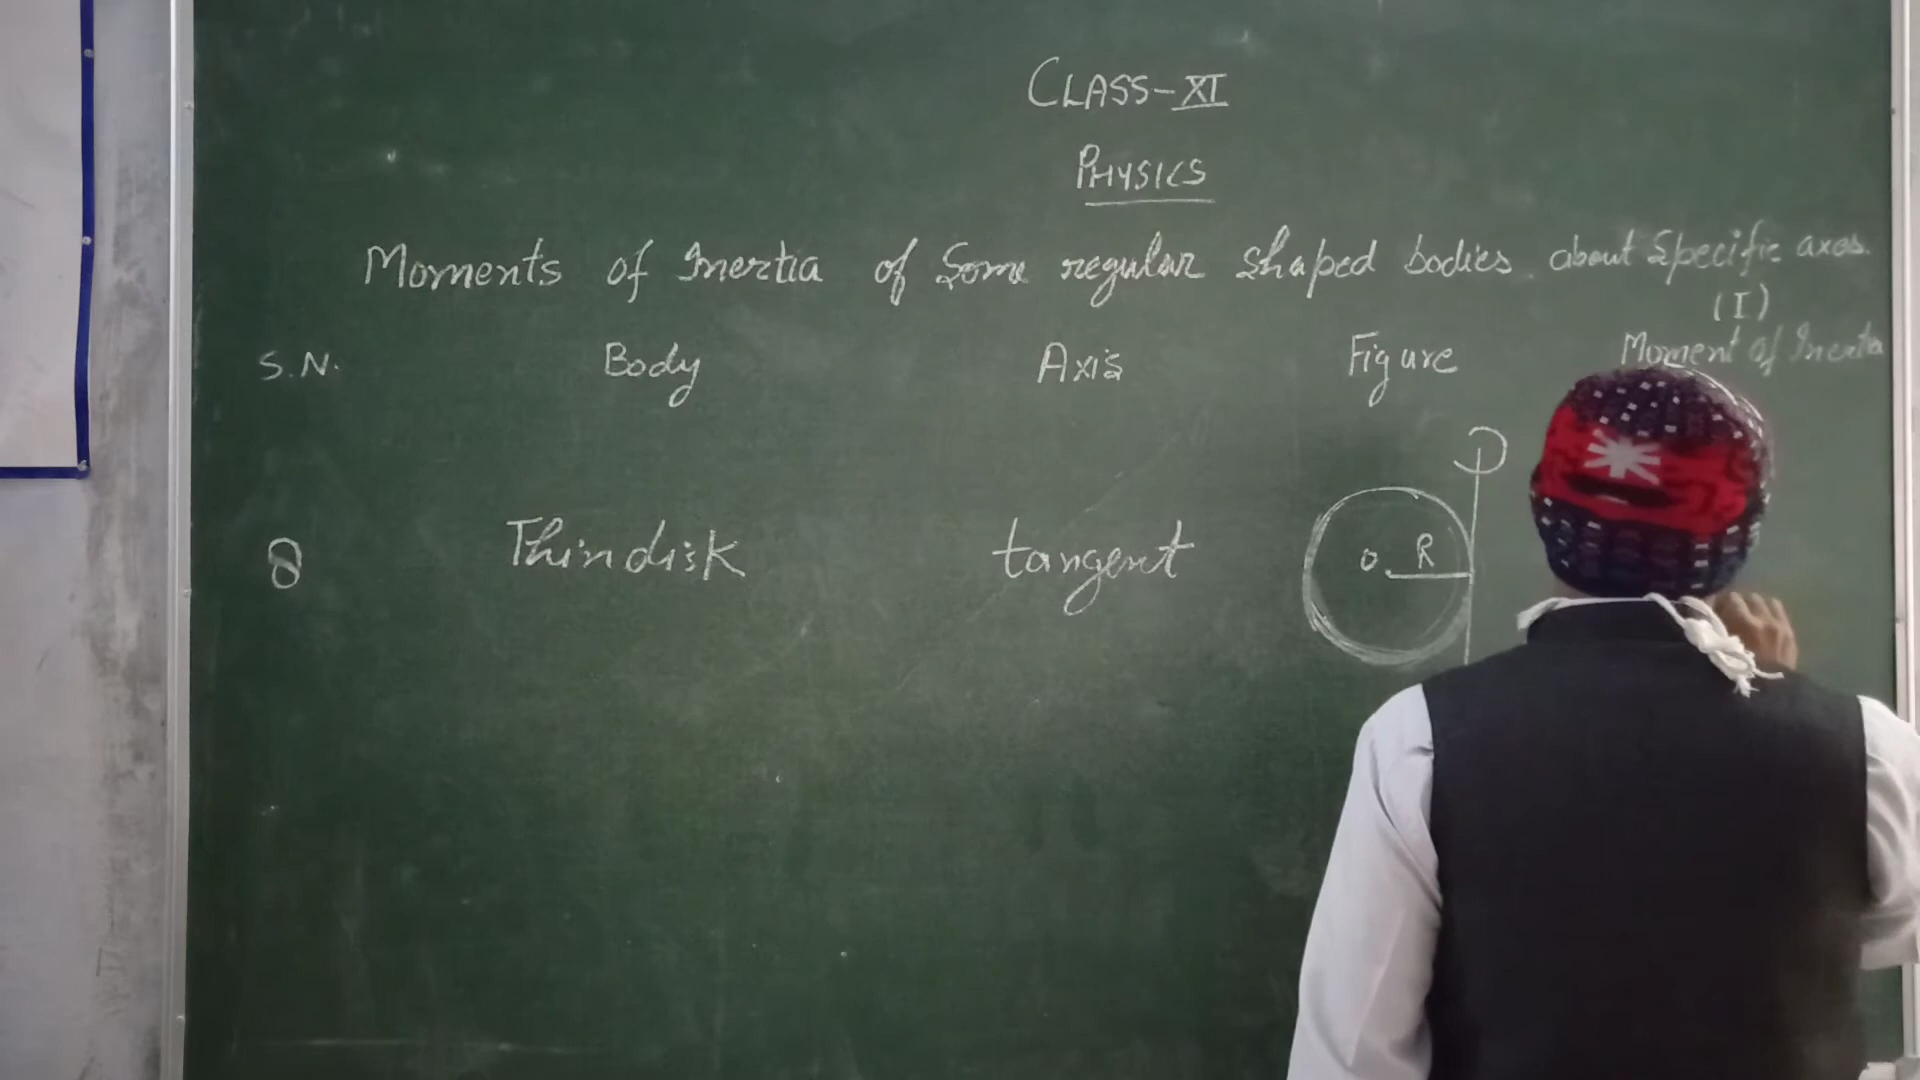 CLASS-XI
PHYSICS
Moments of Inertia of Some regular shaped bodies about Specific axes.
(I)
S.N. Body Axis Figure Moment of Inertia
8 Thin disk tangent O R